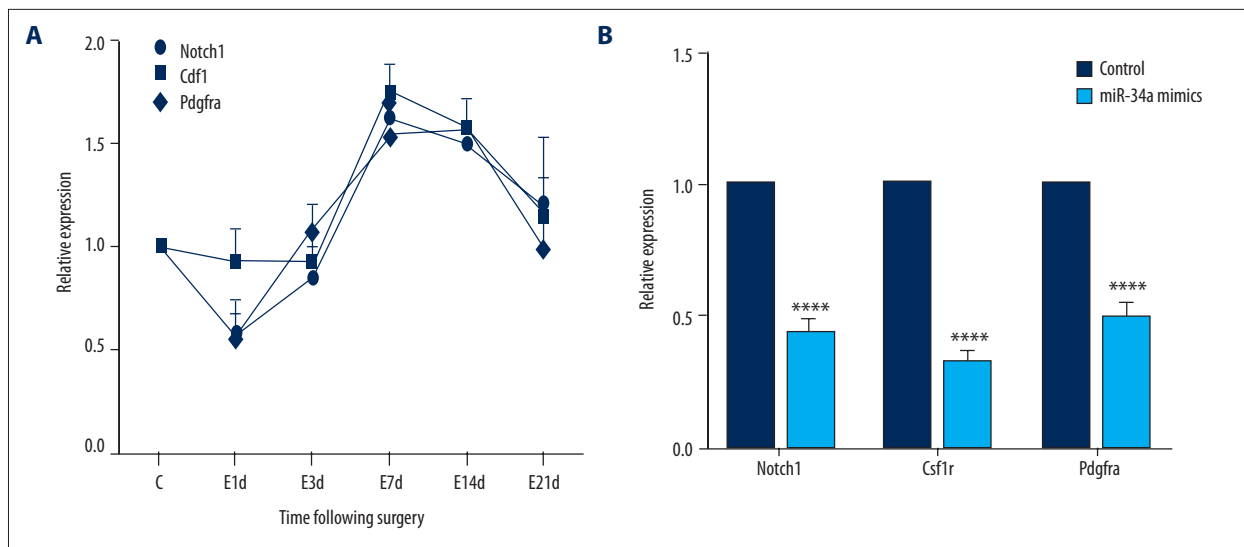 A
2.0
1.5
1.0
0.5
0.0
Relative expression
Notch1
Cdf1
Pdgfra
C E1d E3d E7d E14d E21d
Time following surgery
B
1.5
1.0
0.5
0.0
Relative expression
Control
miR-34a mimics
****
****
****
Notch1 Csf1r Pdgfra